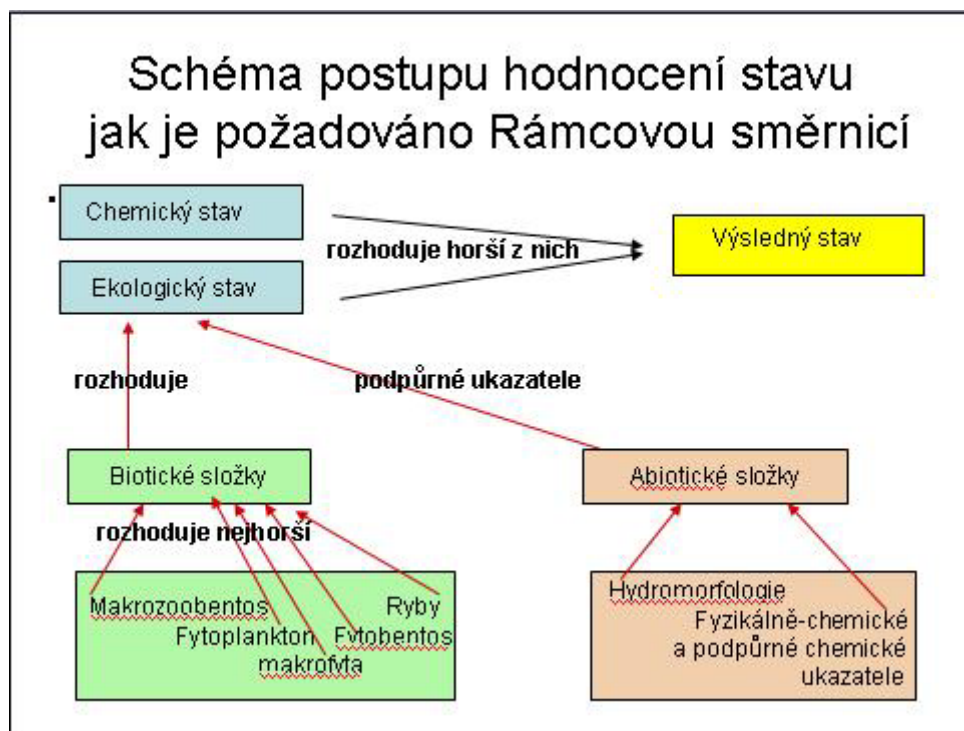 Schéma postupu hodnocení stavu
jak je požadováno Rámcovou směrnicí
Chemický stav
rozhoduje horší z nich
Výsledný stav
Ekologický stav
rozhoduje
podpůrné ukazatele
Biotické složky
Abiotické složky
rozhoduje nejhorší
Makrozoobentos
Ryby
Fytoplankton
Fytobentos
makrofyta
Hydromorfologie
Fyzikálně-chemické
a podpůrné chemické
ukazatele